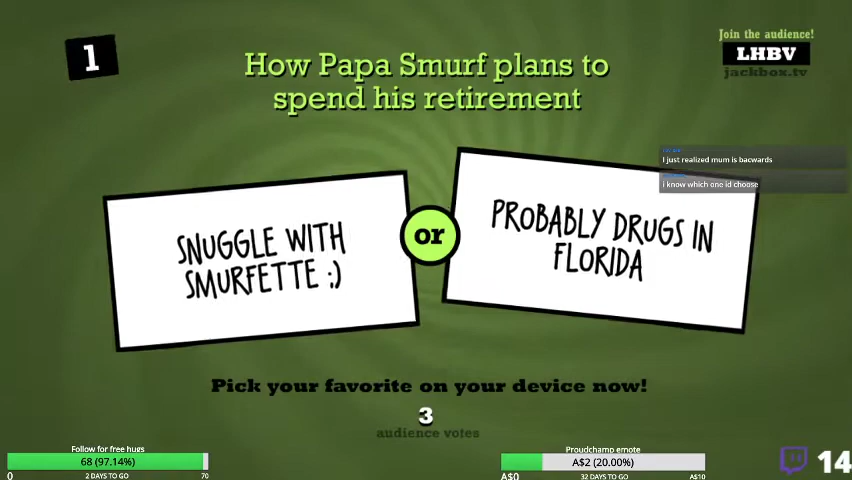 1
How Papa Smurf plans to
spend his retirement
Join the audience!
LHBV
jackbox.tv
I just realized mum is bacwards
i know which one id choose
SNUGGLE WITH
SMURFETTE :)
or
PROBABLY DRUGS IN
FLORIDA
Pick your favorite on your device now!
3
audience votes
Follow for free hugs
68 (97.14%)
0
2 DAYS TO GO
70
Proudchamp emote
A$2 (20.00%)
A$0
32 DAYS TO GO
A$10
14